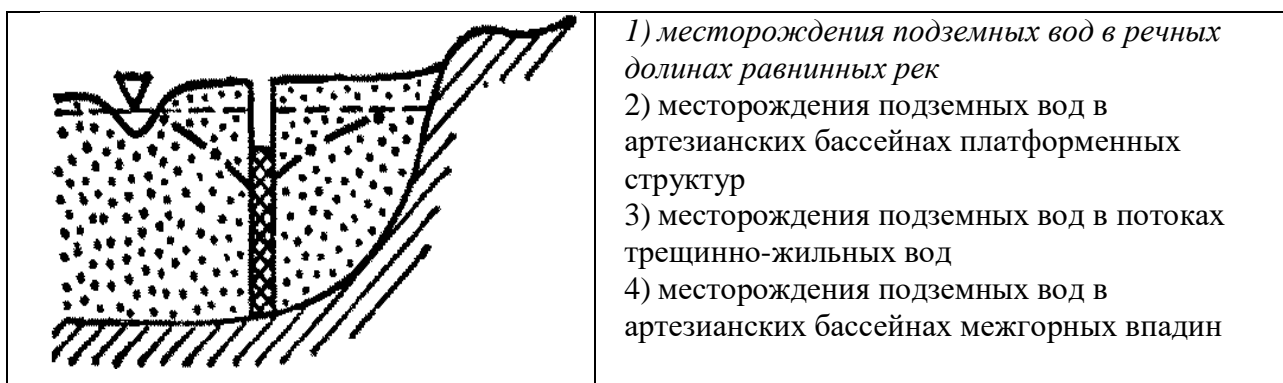 1) месторождения подземных вод в речных
долинах равнинных рек
2) месторождения подземных вод в
артезианских бассейнах платформенных
структур
3) месторождения подземных вод в потоках
трещинно-жильных вод
4) месторождения подземных вод в
артезианских бассейнах межгорных впадин